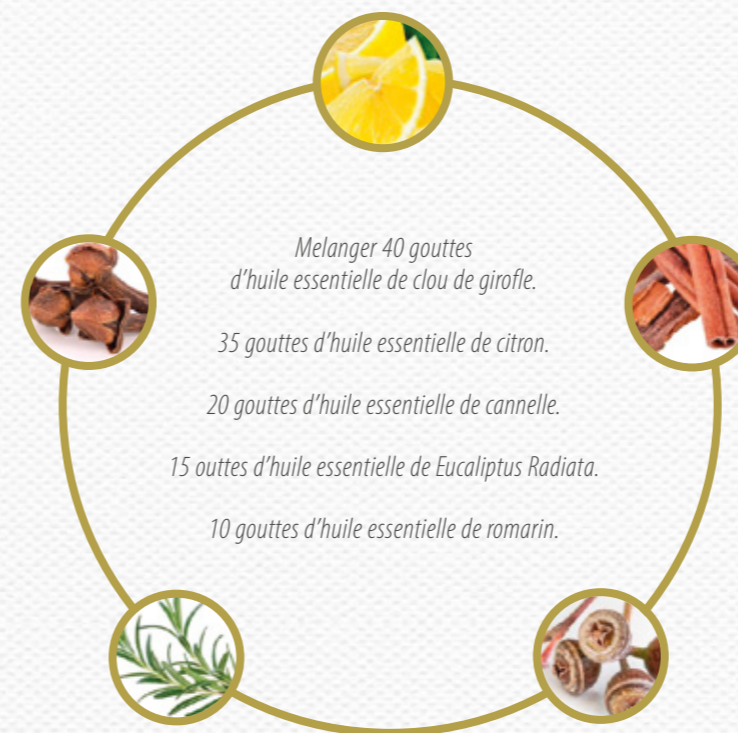 Melanger 40 gouttes
d’huile essentielle de clou de girofle.
35 gouttes d’huile essentielle de citron.
20 gouttes d’huile essentielle de cannelle.
15 outtes d’huile essentielle de Eucaliptus Radiata.
10 gouttes d’huile essentielle de romarin.